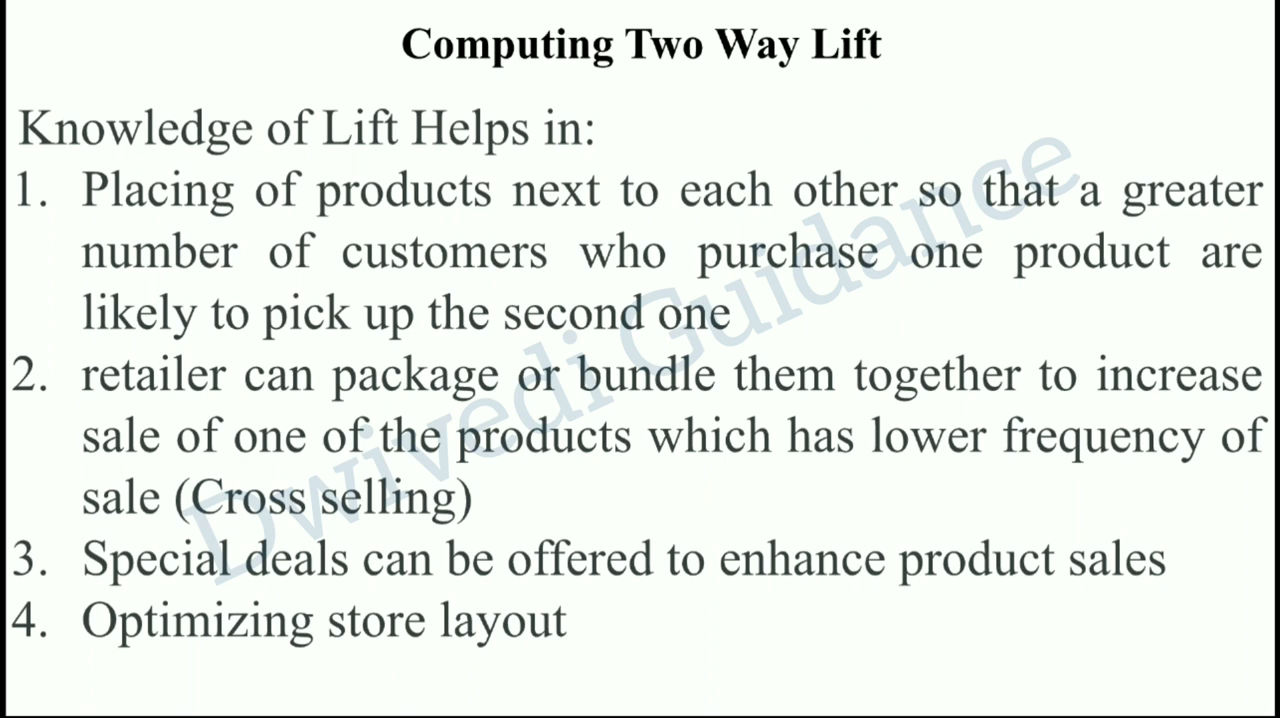 Computing Two Way Lift
Knowledge of Lift Helps in:
1. Placing of products next to each other so that a greater
number of customers who purchase one product are
likely to pick up the second one
2. retailer can package or bundle them together to increase
sale of one of the products which has lower frequency of
sale (Cross selling)
3. Special deals can be offered to enhance product sales
4. Optimizing store layout
Dwivedi Guidance